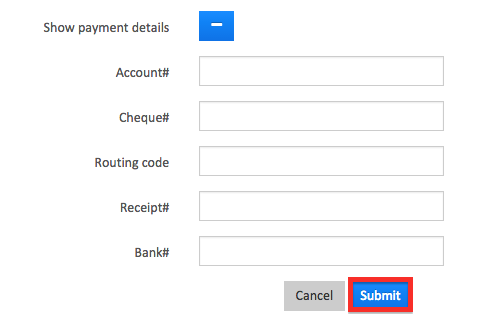 Show payment details
Account#
Cheque#
Routing code
Receipt#
Bank#
Cancel Submit